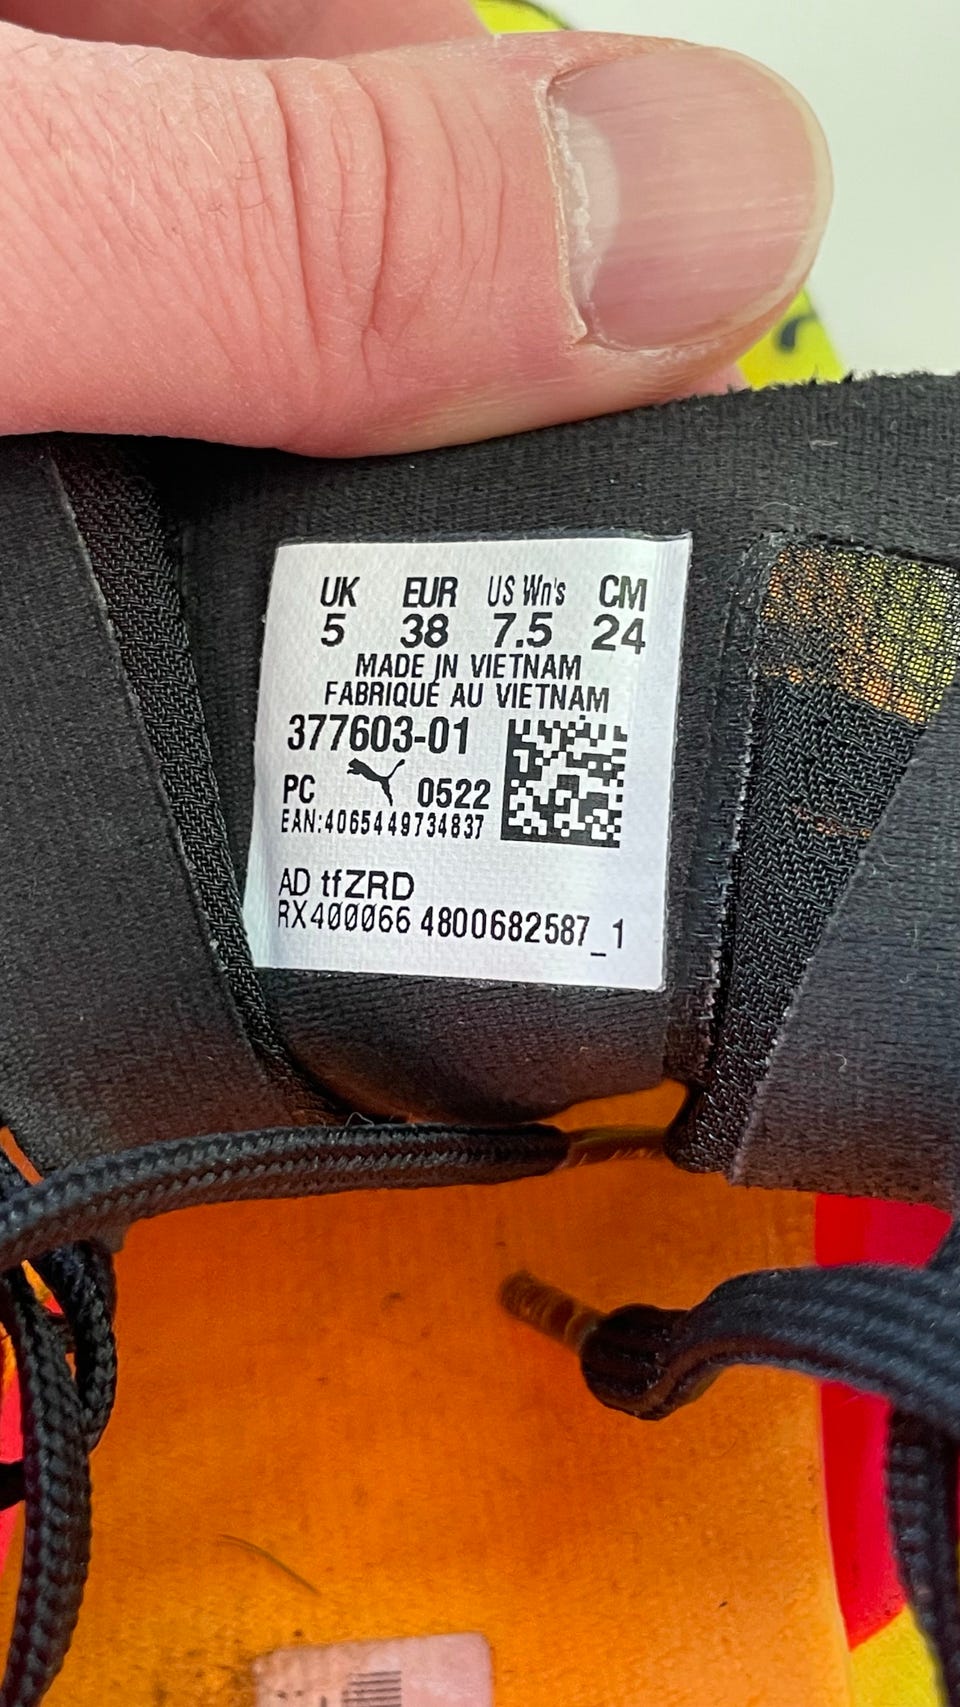 UK EUR US Wn's CM
5 38 7.5 24
MADE IN VIETNAM
FABRIQUÉ AU VIETNAM
377603-01
PC 0522
EAN:4065449734837
AD tfZRD
RX400066 4800682587_1